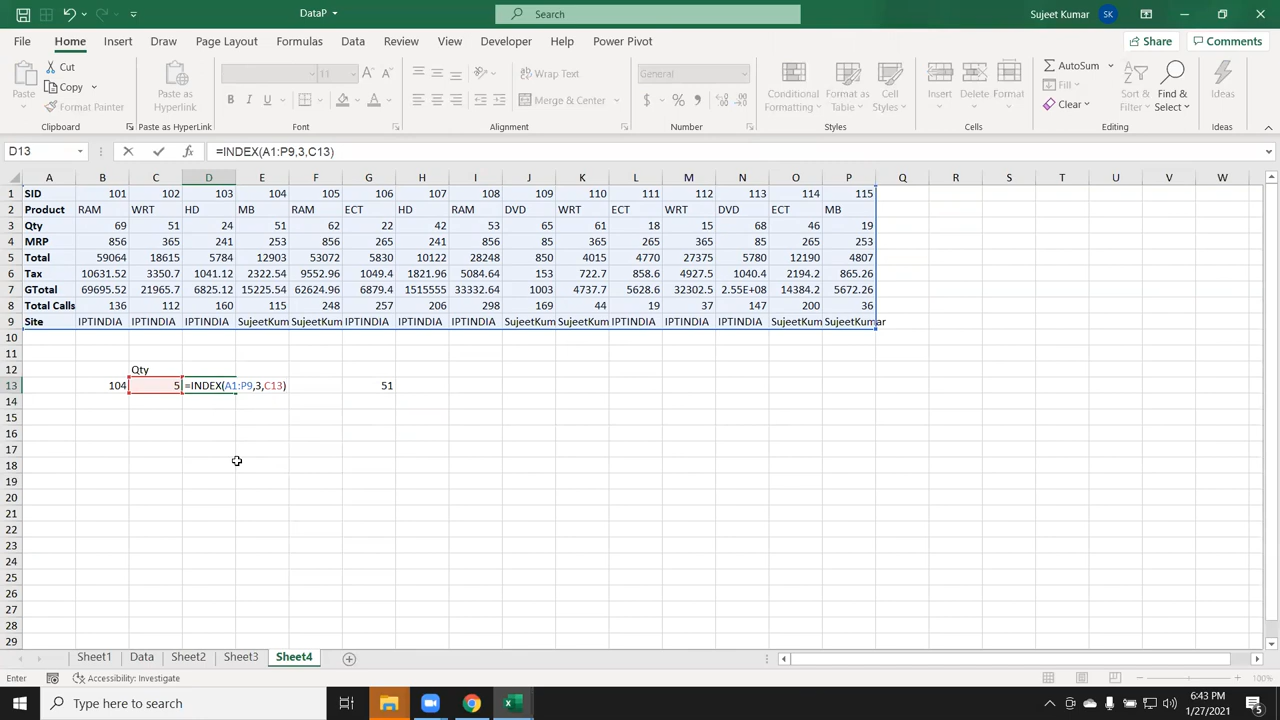 DataP
Search
Sujeet Kumar
SK
File Home Insert Draw Page Layout Formulas Data Review View Developer Help Power Pivot
Share
Comments
Paste
Cut
Copy
Format Painter
Clipboard
Paste as Hyperlink
Paste as HyperLink
11
B I U
Font
Wrap Text
Merge & Center
Alignment
General
$ % ,
Number
Conditional Formatting
Format as Table
Cell Styles
Styles
Insert Delete Format
Cells
AutoSum
Fill
Clear
Sort & Filter
Find & Select
Editing
Ideas
Ideas
D13
=INDEX(A1:P9,3,C13)
A B C D E F G H I J K L M N O P Q R S T U V W
1 SID 101 102 103 104 105 106 107 108 109 110 111 112 113 114 115
2 Product RAM WRT HD MB RAM ECT HD RAM DVD WRT ECT WRT DVD ECT MB
3 Qty 69 51 24 51 62 22 42 53 65 61 18 15 68 46 19
4 MRP 856 365 241 253 856 265 241 856 85 365 265 365 85 265 253
5 Total 59064 18615 5784 12903 53072 5830 10122 28248 850 4015 4770 27375 5780 12190 4807
6 Tax 10631.52 3350.7 1041.12 2322.54 9552.96 1049.4 1821.96 5084.64 153 722.7 858.6 4927.5 1040.4 2194.2 865.26
7 GTotal 69695.52 21965.7 6825.12 15225.54 62624.96 6879.4 1515555 33332.64 1003 4737.7 5628.6 32302.5 2.55E+08 14384.2 5672.26
8 Total Calls 136 112 160 115 248 257 206 298 169 44 19 37 147 200 36
9 Site IPTINDIA IPTINDIA IPTINDIA SujeetKum SujeetKum IPTINDIA IPTINDIA IPTINDIA SujeetKum SujeetKum IPTINDIA IPTINDIA IPTINDIA SujeetKum SujeetKumar
10
11
12 Qty
13 104 5 =INDEX(A1:P9,3,C13) 51
14
15
16
17
18
19
20
21
22
23
24
25
26
27
28
29
Sheet1 Data Sheet2 Sheet3 Sheet4
Enter
Accessibility: Investigate
100%
Type here to search
6:43 PM
1/27/2021